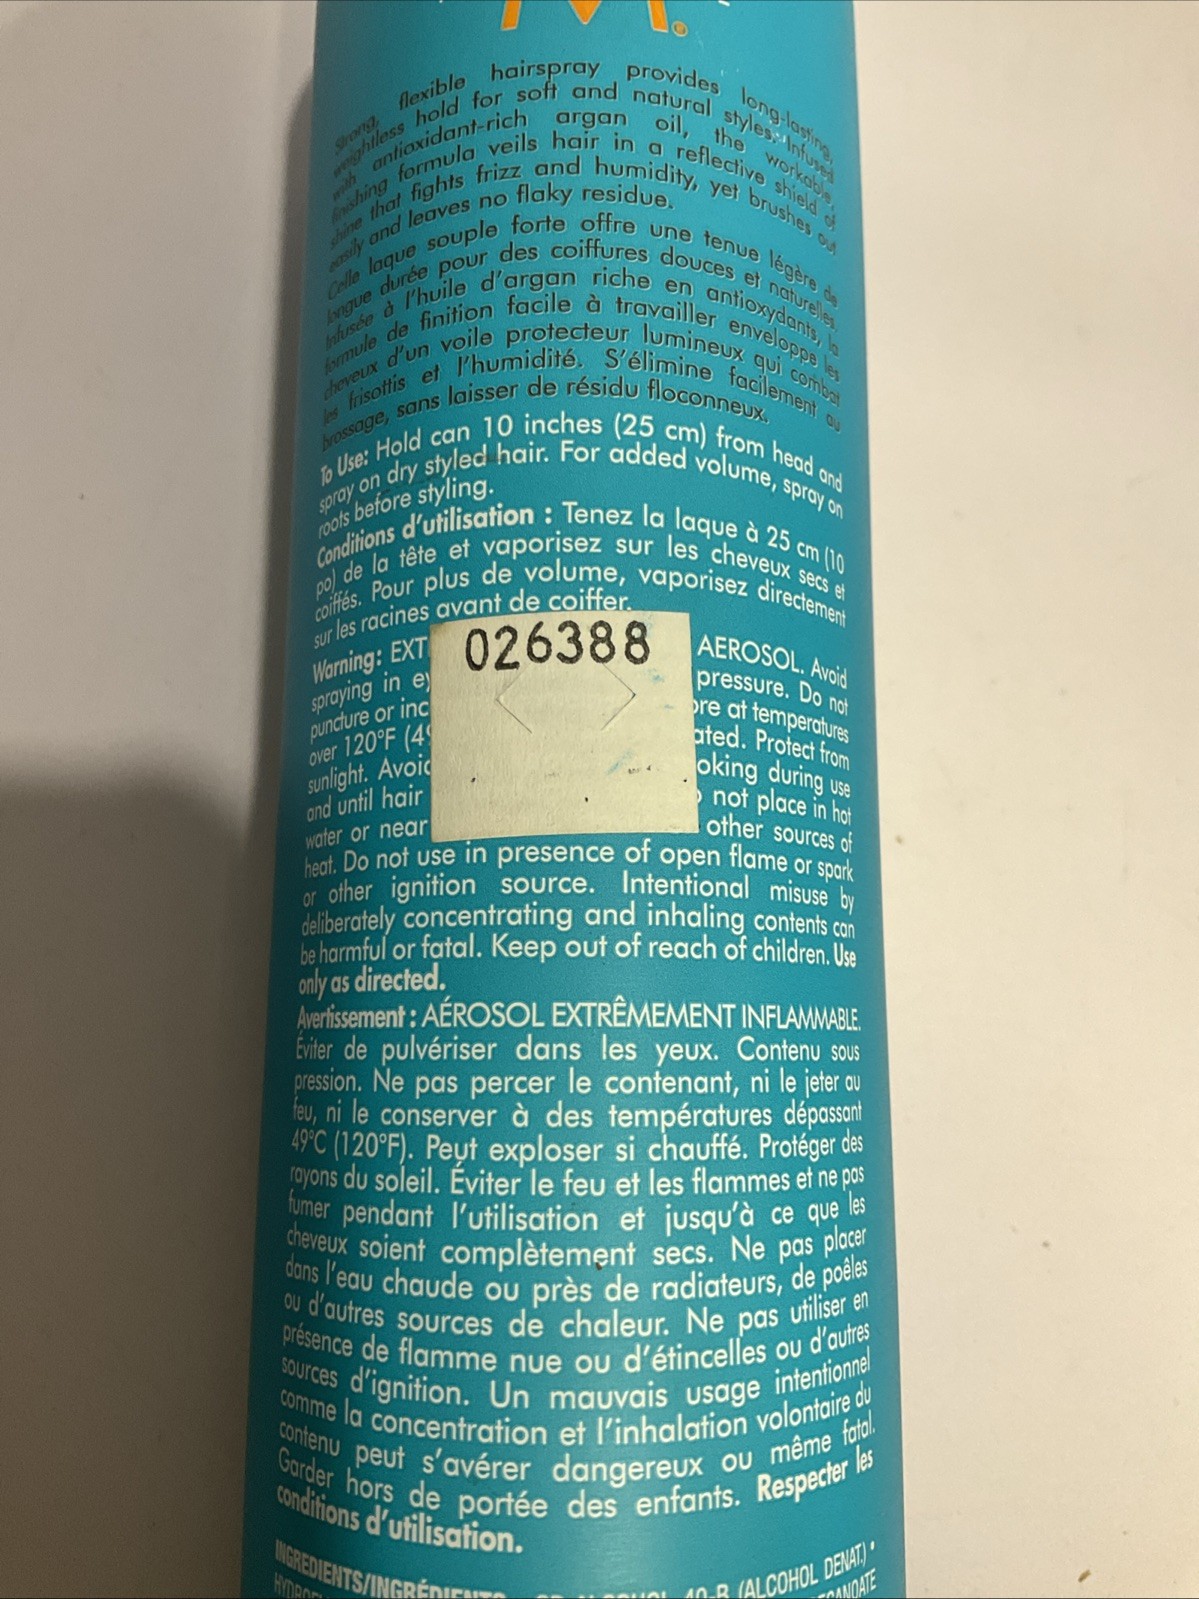 M.
Strong, flexible hairspray provides long-lasting,
weightless hold for soft and natural styles. Infused
with antioxidant-rich argan oil, the workable,
finishing formula veils hair in a reflective shield of
shine that fights frizz and humidity, yet brushes out
easily and leaves no flaky residue.
Cette laque souple forte offre une tenue légère de
longue durée pour des coiffures douces et naturelles.
Infusée à l'huile d'argan riche en antioxydants, la
formule de finition facile à travailler enveloppe les
cheveux d'un voile protecteur lumineux qui combat
les frisottis et l'humidité. S'élimine facilement au
brossage, sans laisser de résidu floconneux.
To Use: Hold can 10 inches (25 cm) from head and
spray on dry styled hair. For added volume, spray on
roots before styling.
Conditions d'utilisation : Tenez la laque à 25 cm (10
po) de la tête et vaporisez sur les cheveux secs et
coiffés. Pour plus de volume, vaporisez directement
sur les racines avant de coiffer.
026388
Warning: EXT AEROSOL. Avoid
spraying in ey pressure. Do not
puncture or inc ore at temperatures
over 120°F (49 ated. Protect from
sunlight. Avoid oking during use
and until hair not place in hot
water or near other sources of
heat. Do not use in presence of open flame or spark
or other ignition source. Intentional misuse by
deliberately concentrating and inhaling contents can
be harmful or fatal. Keep out of reach of children. Use
only as directed.
Avertissement : AÉROSOL EXTRÊMEMENT INFLAMMABLE.
Éviter de pulvériser dans les yeux. Contenu sous
pression. Ne pas percer le contenant, ni le jeter au
feu, ni le conserver à des températures dépassant
49°C (120°F). Peut exploser si chauffé. Protéger des
rayons du soleil. Éviter le feu et les flammes et ne pas
fumer pendant l'utilisation et jusqu'à ce que les
cheveux soient complètement secs. Ne pas placer
dans l'eau chaude ou près de radiateurs, de poêles
ou d'autres sources de chaleur. Ne pas utiliser en
présence de flamme nue ou d'étincelles ou d'autres
sources d'ignition. Un mauvais usage intentionnel
comme la concentration et l'inhalation volontaire du
contenu peut s'avérer dangereux ou même fatal.
Garder hors de portée des enfants. Respecter les
conditions d'utilisation.
INGREDIENTS/INGRÉDIENTS 40-B (ALCOHOL DENAT.) •